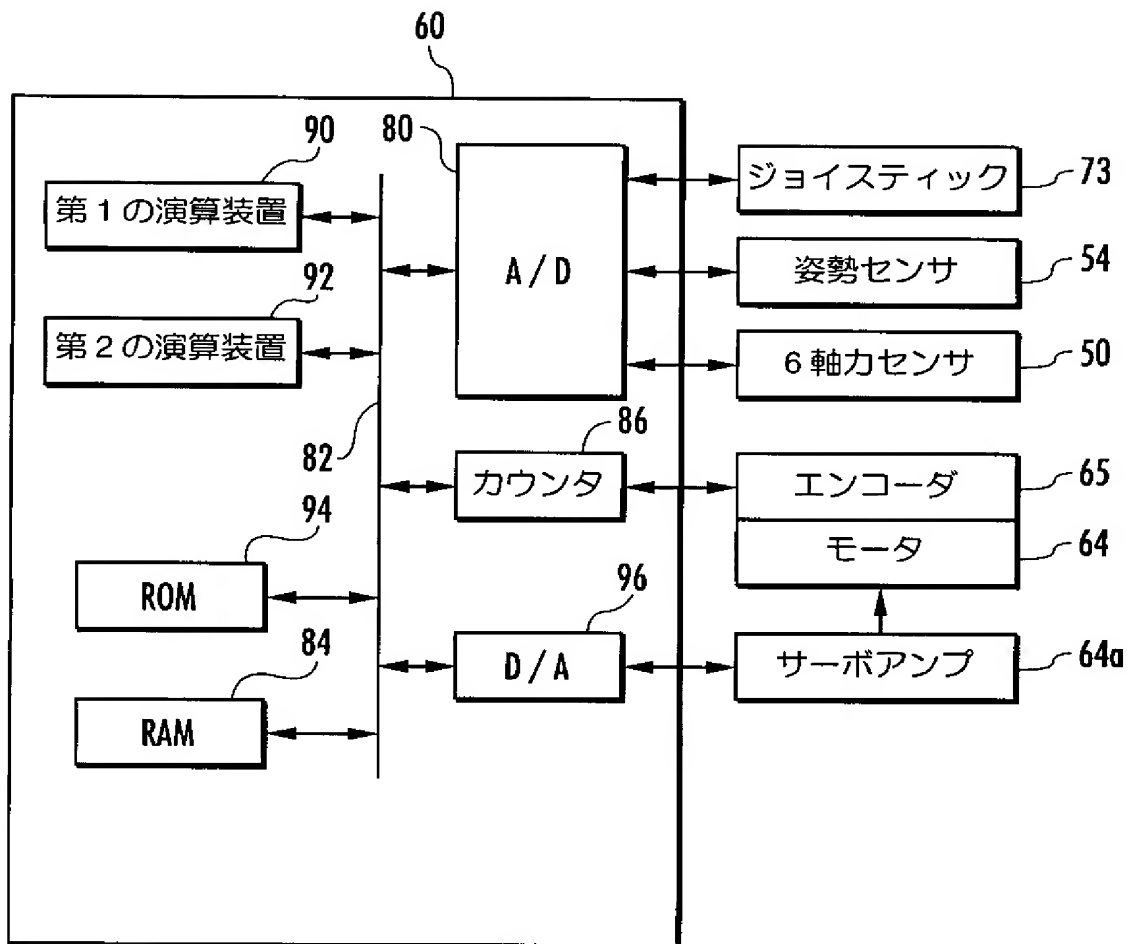 60
90
80
第1の演算装置
ジョイスティック
73
92
A/D
姿勢センサ
54
第2の演算装置
6軸力センサ
50
82
86
カウンタ
エンコーダ
65
94
モータ
64
ROM
96
84
D/A
サーボアンプ
64a
RAM